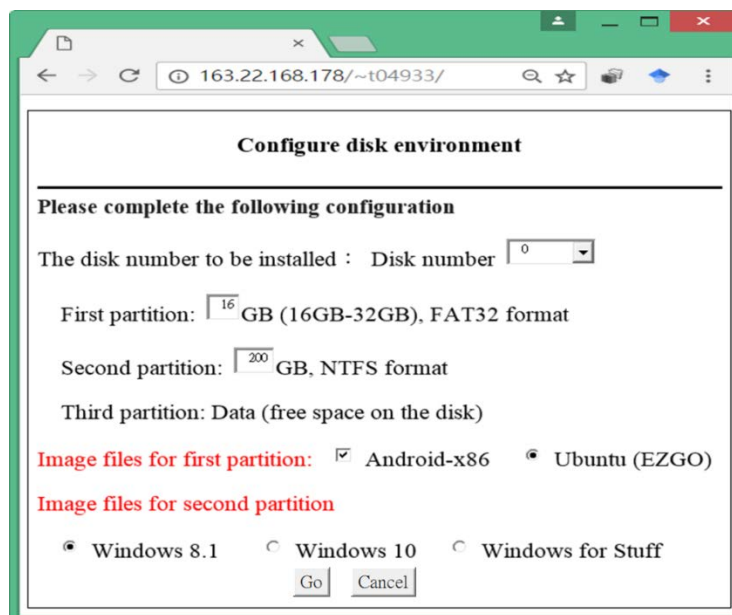 163.22.168.178/~t04933/
Configure disk environment
Please complete the following configuration
The disk number to be installed： Disk number 0
First partition: 16 GB (16GB-32GB), FAT32 format
Second partition: 200 GB, NTFS format
Third partition: Data (free space on the disk)
Image files for first partition: Android-x86 Ubuntu (EZGO)
Image files for second partition
Windows 8.1 Windows 10 Windows for Stuff
Go Cancel